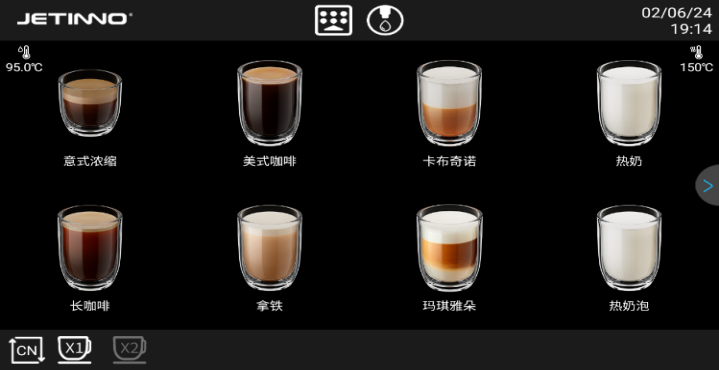 JETINNO
02/06/24
19:14
95.0℃
150℃
意式浓缩
美式咖啡
卡布奇诺
热奶
长咖啡
拿铁
玛琪雅朵
热奶泡
CN
X1
X2